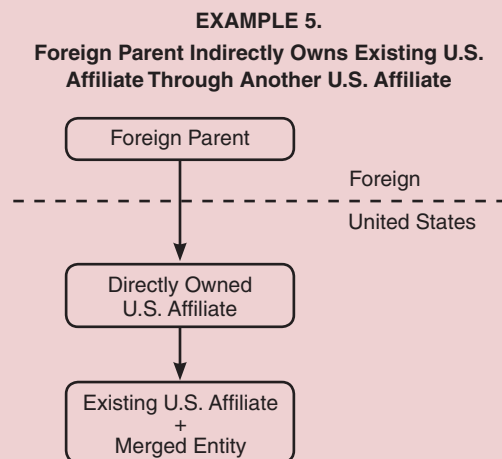 EXAMPLE 5.
Foreign Parent Indirectly Owns Existing U.S.
Affiliate Through Another U.S. Affiliate
Foreign Parent
Foreign
United States
Directly Owned
U.S. Affiliate
Existing U.S. Affiliate
+
Merged Entity